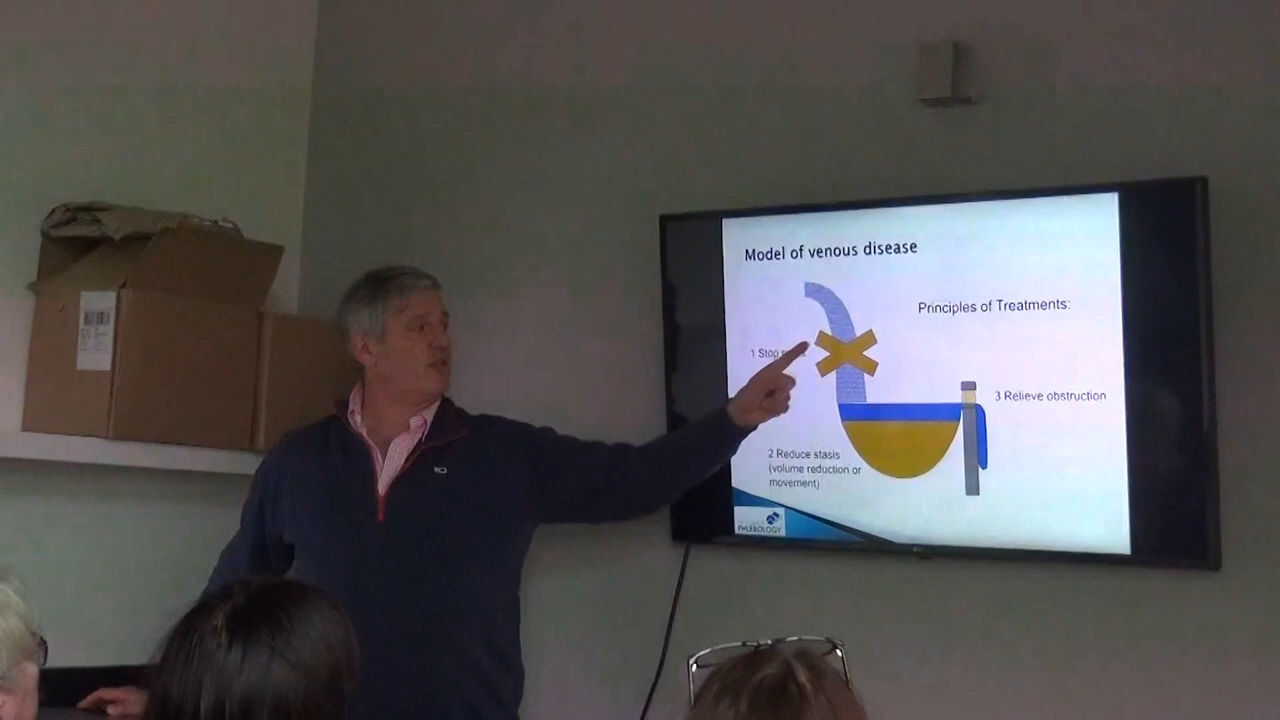 Model of venous disease
Principles of Treatments:
1 Stop
3 Relieve obstruction
2 Reduce stasis
(volume reduction or
movement)
PHLEBOLOGY